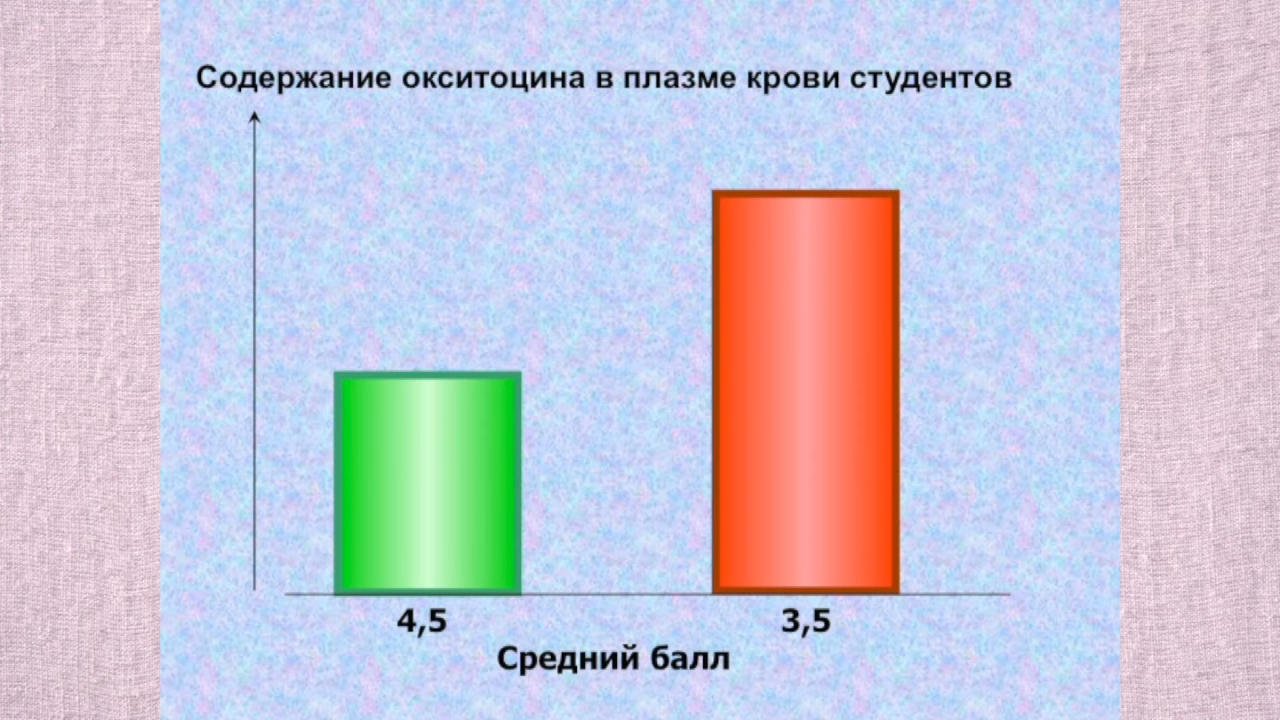 Содержание окситоцина в плазме крови студентов
4,5
3,5
Средний балл